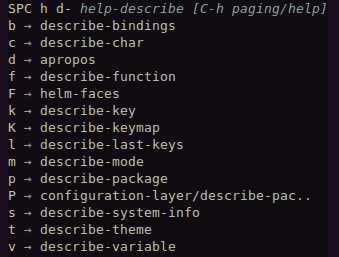 SPC h d- help-describe [C-h paging/help]
b → describe-bindings
c → describe-char
d → apropos
f → describe-function
F → helm-faces
k → describe-key
K → describe-keymap
l → describe-last-keys
m → describe-mode
p → describe-package
P → configuration-layer/describe-pac..
s → describe-system-info
t → describe-theme
v → describe-variable